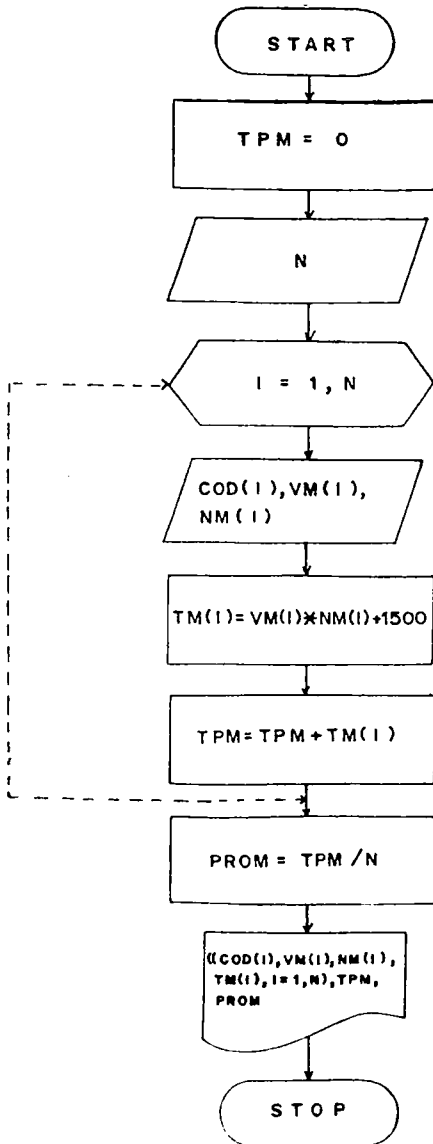 START
TPM = 0
N
I = 1, N
COD(I),VM(I),
NM(I)
TM(I)=VM(I)*NM(I)+1500
TPM=TPM+TM(I)
PROM = TPM/N
((COD(I),VM(I),NM(I),
TM(I),I=1,N),TPM,
PROM
STOP